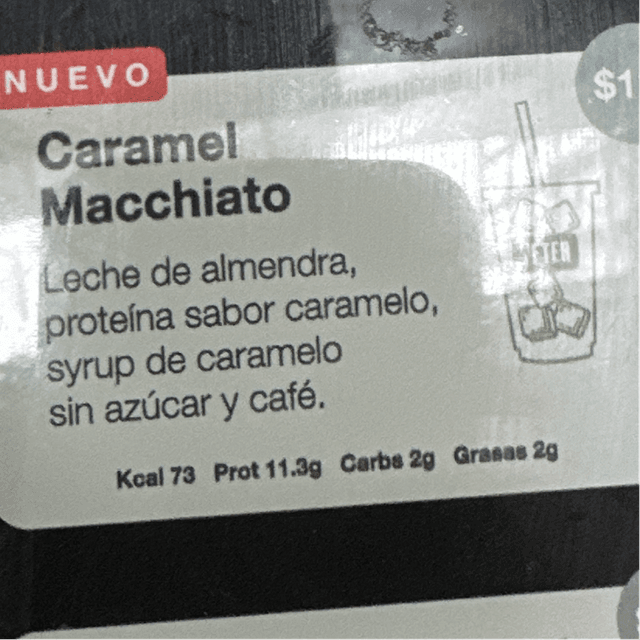 NUEVO
$1
Caramel
Macchiato
Leche de almendra,
proteína sabor caramelo,
syrup de caramelo
sin azúcar y café.
Kcal 73 Prot 11.3g Carbs 2g Grasas 2g